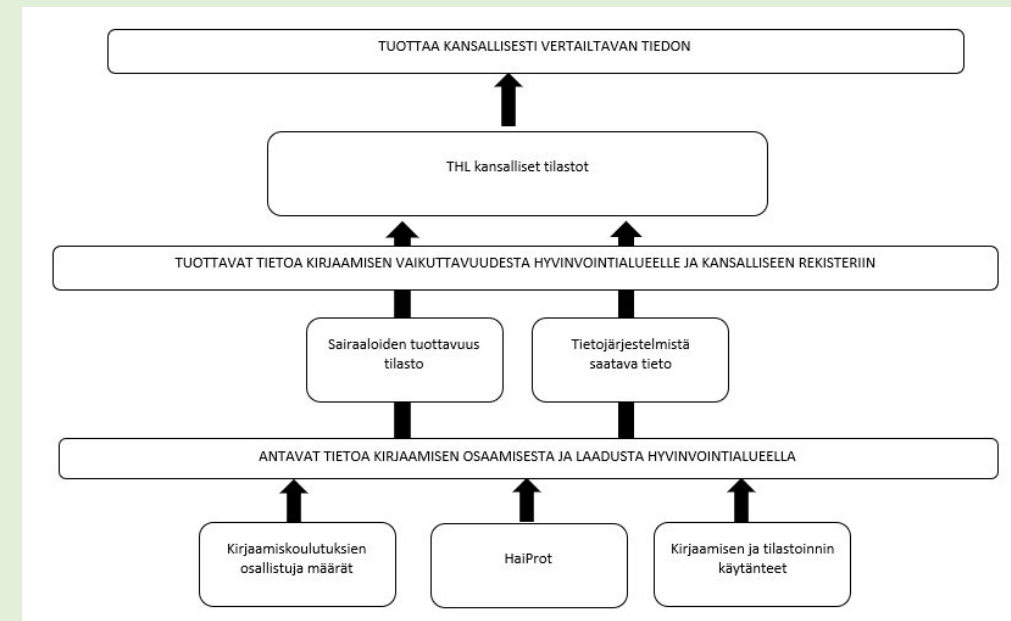 TUOTTAA KANSALLISESTI VERTAILTAVAN TIEDON
THL kansalliset tilastot
TUOTTAVAT TIETOA KIRJAAMISEN VAIKUTTAVUUDESTA HYVINVOINTIALUEELLE JA KANSALLISEEN REKISTERIIN
Sairaaloiden tuottavuus
tilasto
Tietojärjestelmistä
saatava tieto
ANTAVAT TIETOA KIRJAAMISEN OSAAMISESTA JA LAADUSTA HYVINVOINTIALUEELLA
Kirjaamiskoulutuksien
osallistuja määrät
HaiProt
Kirjaamisen ja tilastoinnin
käytänteet